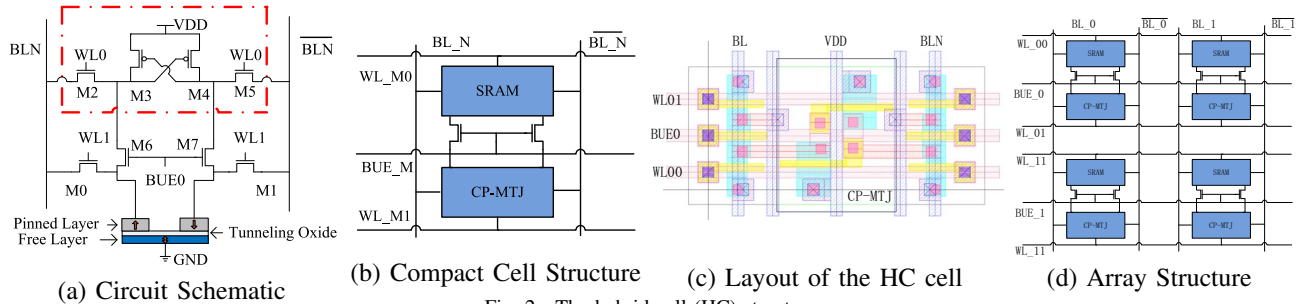 VDD
BLN
BLN
WL0
WL0
M2
M3
M4
M5
WL1
M6
M7
WL1
BUE0
M0
M1
Pinned Layer
Free Layer
Tunneling Oxide
GND
(a) Circuit Schematic
BL_N
BL_N
WL_M0
SRAM
BUE_M
CP-MTJ
WL_M1
(b) Compact Cell Structure
BL
VDD
BLN
WL01
BUE0
WL00
CP-MTJ
(c) Layout of the HC cell
BL_0
BL_0
BL_1
BL_1
WL_00
SRAM
SRAM
BUE_0
CP-MTJ
CP-MTJ
WL_01
WL_11
SRAM
SRAM
BUE_1
CP-MTJ
CP-MTJ
WL_11
(d) Array Structure